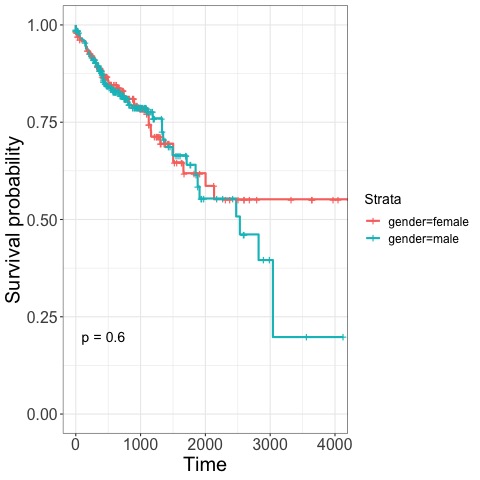 Survival probability
1.00
0.75
0.50
0.25
0.00
p = 0.6
0 1000 2000 3000 4000
Time
Strata
gender=female
gender=male